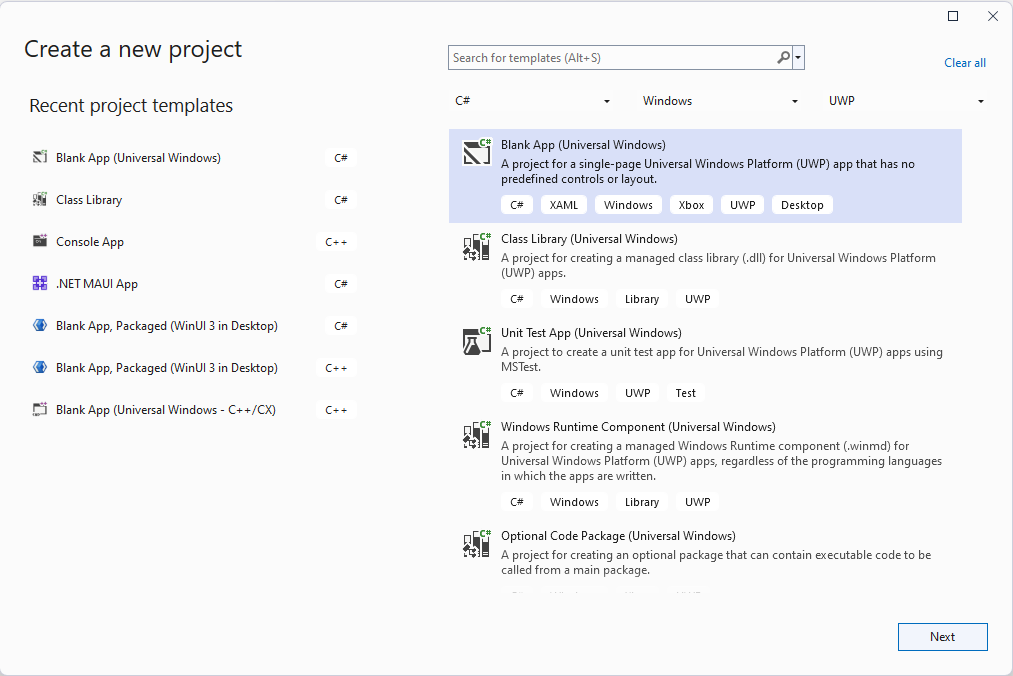 Create a new project
Search for templates (Alt+S)
Clear all
Recent project templates
C#
Windows
UWP
Blank App (Universal Windows) C#
Class Library C#
Console App C++
.NET MAUI App C#
Blank App, Packaged (WinUI 3 in Desktop) C#
Blank App, Packaged (WinUI 3 in Desktop) C++
Blank App (Universal Windows - C++/CX) C++
Blank App (Universal Windows)
A project for a single-page Universal Windows Platform (UWP) app that has no
predefined controls or layout.
C# XAML Windows Xbox UWP Desktop
Class Library (Universal Windows)
A project for creating a managed class library (.dll) for Universal Windows Platform
(UWP) apps.
C# Windows Library UWP
Unit Test App (Universal Windows)
A project to create a unit test app for Universal Windows Platform (UWP) apps using
MSTest.
C# Windows UWP Test
Windows Runtime Component (Universal Windows)
A project for creating a managed Windows Runtime component (.winmd) for
Universal Windows Platform (UWP) apps, regardless of the programming languages
in which the apps are written.
C# Windows Library UWP
Optional Code Package (Universal Windows)
A project for creating an optional package that can contain executable code to be
called from a main package.
Next